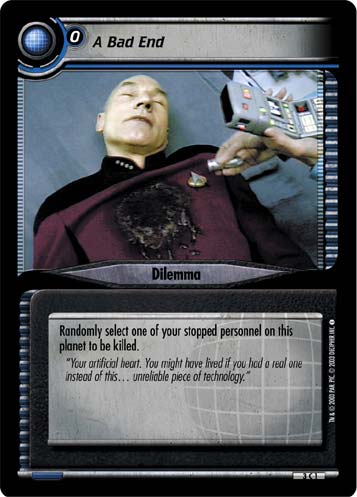 0 A Bad End
Dilemma
Randomly select one of your stopped personnel on this
planet to be killed.
"Your artificial heart. You might have lived if you had a real one
instead of this… unreliable piece of technology."
TM & © 2003 PAR. PIC. © 2003 DECIPHER INC.
3 C 1